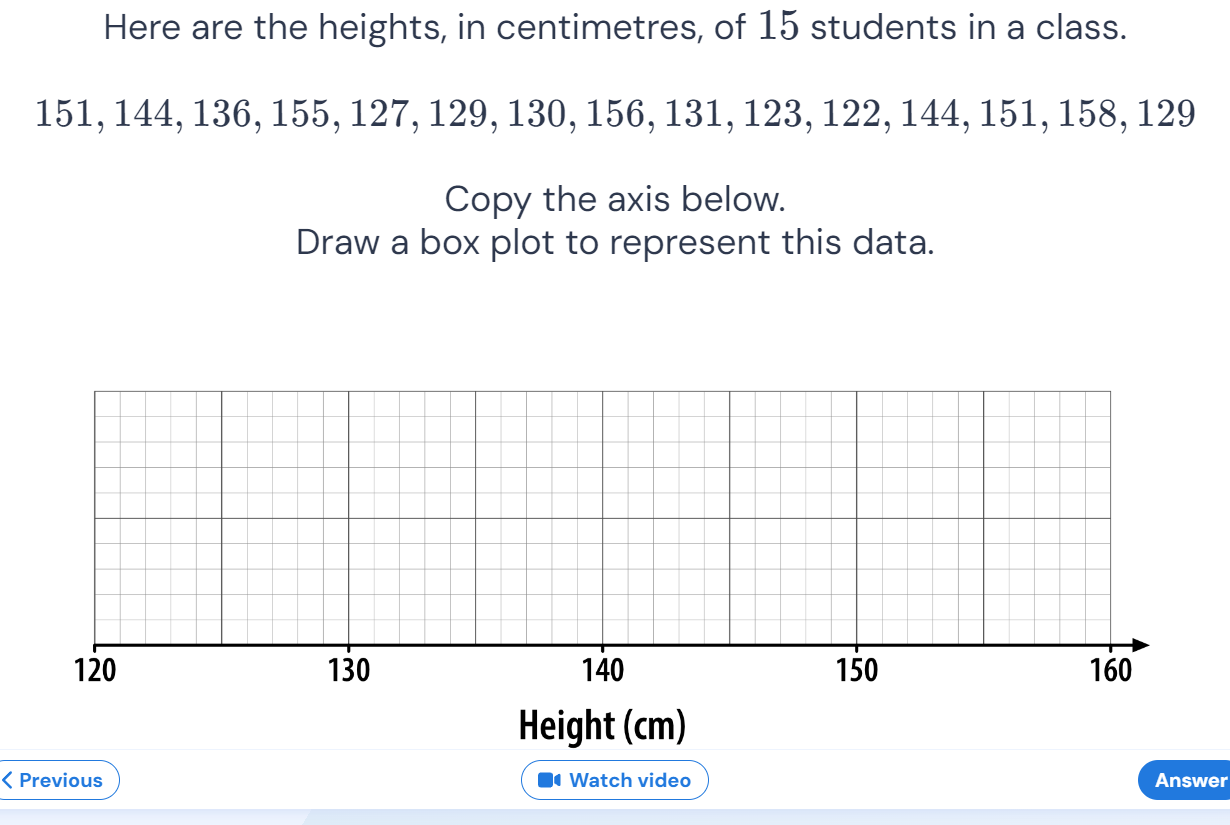 Here are the heights, in centimetres, of 15 students in a class.
151, 144, 136, 155, 127, 129, 130, 156, 131, 123, 122, 144, 151, 158, 129
Copy the axis below.
Draw a box plot to represent this data.
120 130 140 150 160
Height (cm)
Previous Watch video Answer